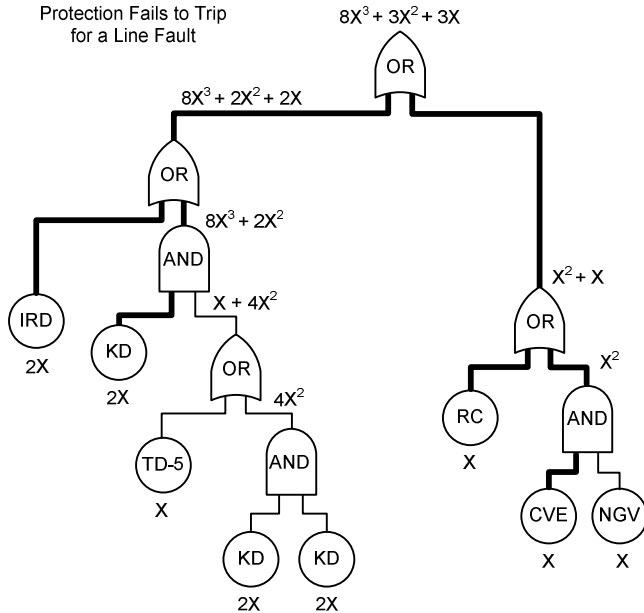 Protection Fails to Trip
for a Line Fault
8X³ + 3X² + 3X
OR
8X³ + 2X² + 2X
OR
8X³ + 2X²
AND
X² + X
X + 4X²
IRD
2X
KD
2X
OR
OR
X²
4X²
RC
X
AND
TD-5
X
AND
CVE
X
NGV
X
KD
2X
KD
2X